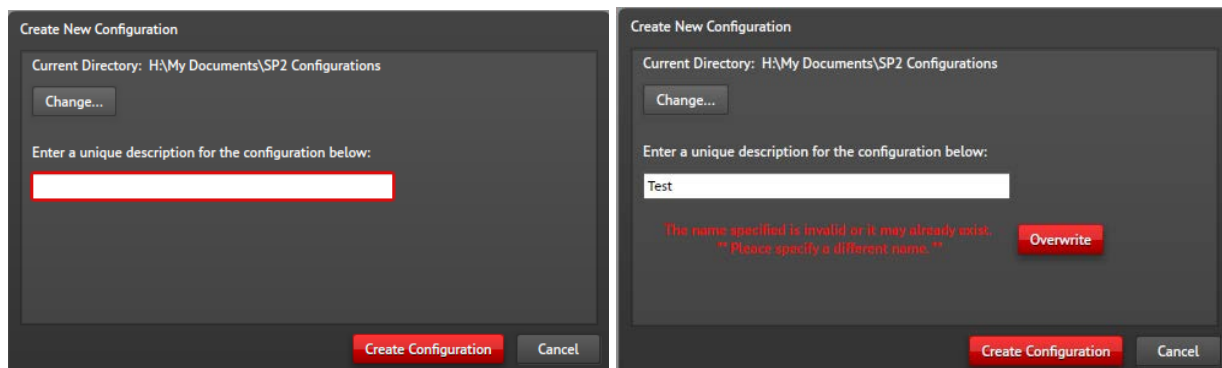 Create New Configuration
Current Directory: H:\My Documents\SP2 Configurations
Change...
Enter a unique description for the configuration below:
Create Configuration
Cancel
Create New Configuration
Current Directory: H:\My Documents\SP2 Configurations
Change...
Enter a unique description for the configuration below:
Test
The name specified is invalid or it may already exist.
** Please specify a different name. **
Overwrite
Create Configuration
Cancel